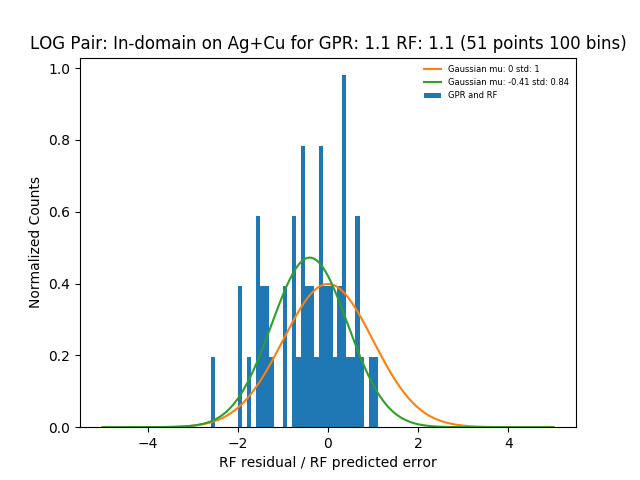 LOG Pair: In-domain on Ag+Cu for GPR: 1.1 RF: 1.1 (51 points 100 bins)
Gaussian mu: 0 std: 1
Gaussian mu: -0.41 std: 0.84
GPR and RF
Normalized Counts
1.0
0.8
0.6
0.4
0.2
0.0
−4 −2 0 2 4
RF residual / RF predicted error